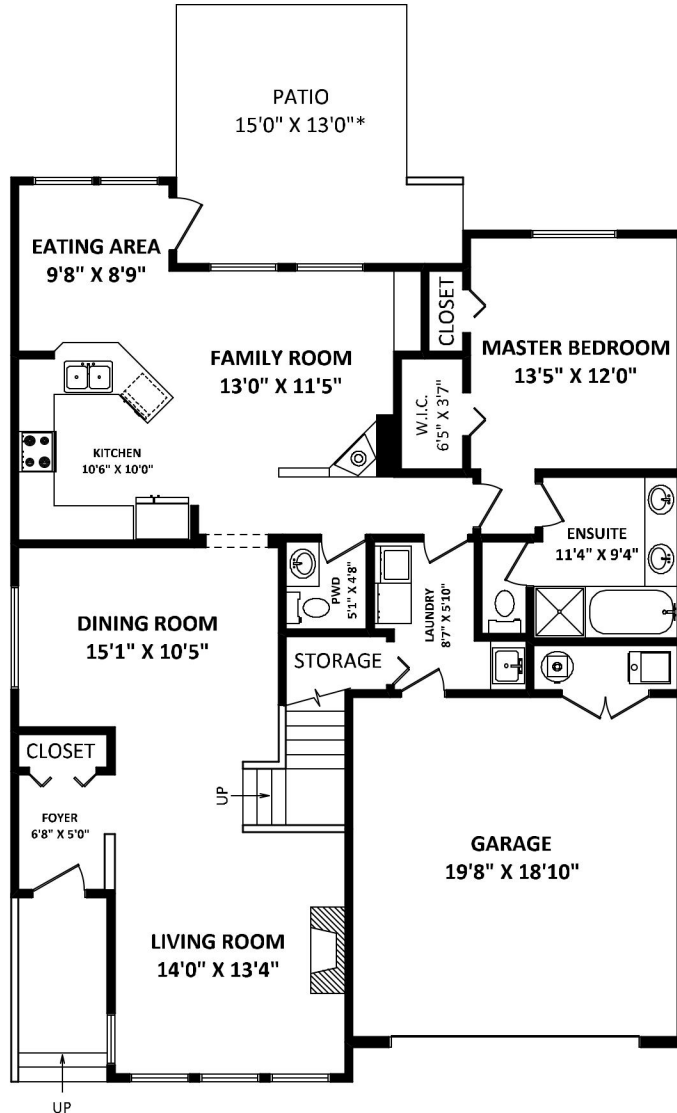 PATIO
15'0" X 13'0"*
EATING AREA
9'8" X 8'9"
CLOSET
FAMILY ROOM
13'0" X 11'5"
MASTER BEDROOM
13'5" X 12'0"
W.I.C.
6'5" X 3'7"
KITCHEN
10'6" X 10'0"
ENSUITE
11'4" X 9'4"
PWD
5'1" X 4'8"
LAUNDRY
8'7" X 5'10"
DINING ROOM
15'1" X 10'5"
STORAGE
CLOSET
UP
FOYER
6'8" X 5'0"
GARAGE
19'8" X 18'10"
LIVING ROOM
14'0" X 13'4"
UP